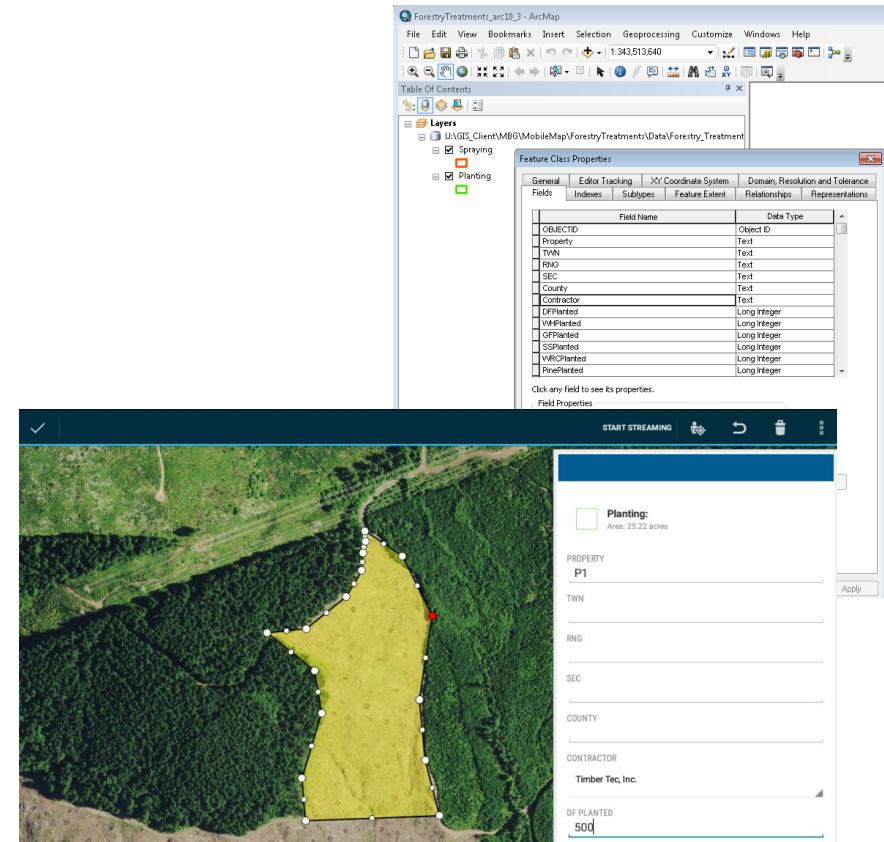 ForestryTreatments_arc10_3 - ArcMap
File Edit View Bookmarks Insert Selection Geoprocessing Customize Windows Help
1:343,513,640
Table Of Contents
Layers
U:\GIS_Client\MBG\MobileMap\ForestryTreatments\Data\Forestry_Treatment
Spraying
Planting
Feature Class Properties
General Editor Tracking XY Coordinate System Domain, Resolution and Tolerance
Fields Indexes Subtypes Feature Extent Relationships Representations
Field Name Data Type
OBJECTID Object ID
Property Text
TWN Text
RNG Text
SEC Text
County Text
Contractor Text
DFPlanted Long Integer
WHPlanted Long Integer
GFPlanted Long Integer
SSPlanted Long Integer
WRCPlanted Long Integer
PinePlanted Long Integer
Click any field to see its properties.
Field Properties
Apply
START STREAMING
Planting:
Area: 25.22 acres
PROPERTY
P1
TWN
RNG
SEC
COUNTY
CONTRACTOR
Timber Tec, Inc.
DF PLANTED
500